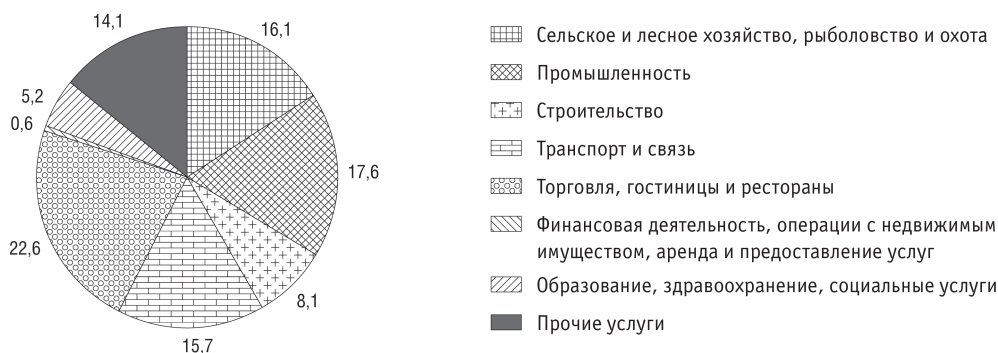 14,1
16,1
5,2
0,6
17,6
22,6
8,1
15,7
Сельское и лесное хозяйство, рыболовство и охота
Промышленность
Строительство
Транспорт и связь
Торговля, гостиницы и рестораны
Финансовая деятельность, операции с недвижимым
имуществом, аренда и предоставление услуг
Образование, здравоохранение, социальные услуги
Прочие услуги